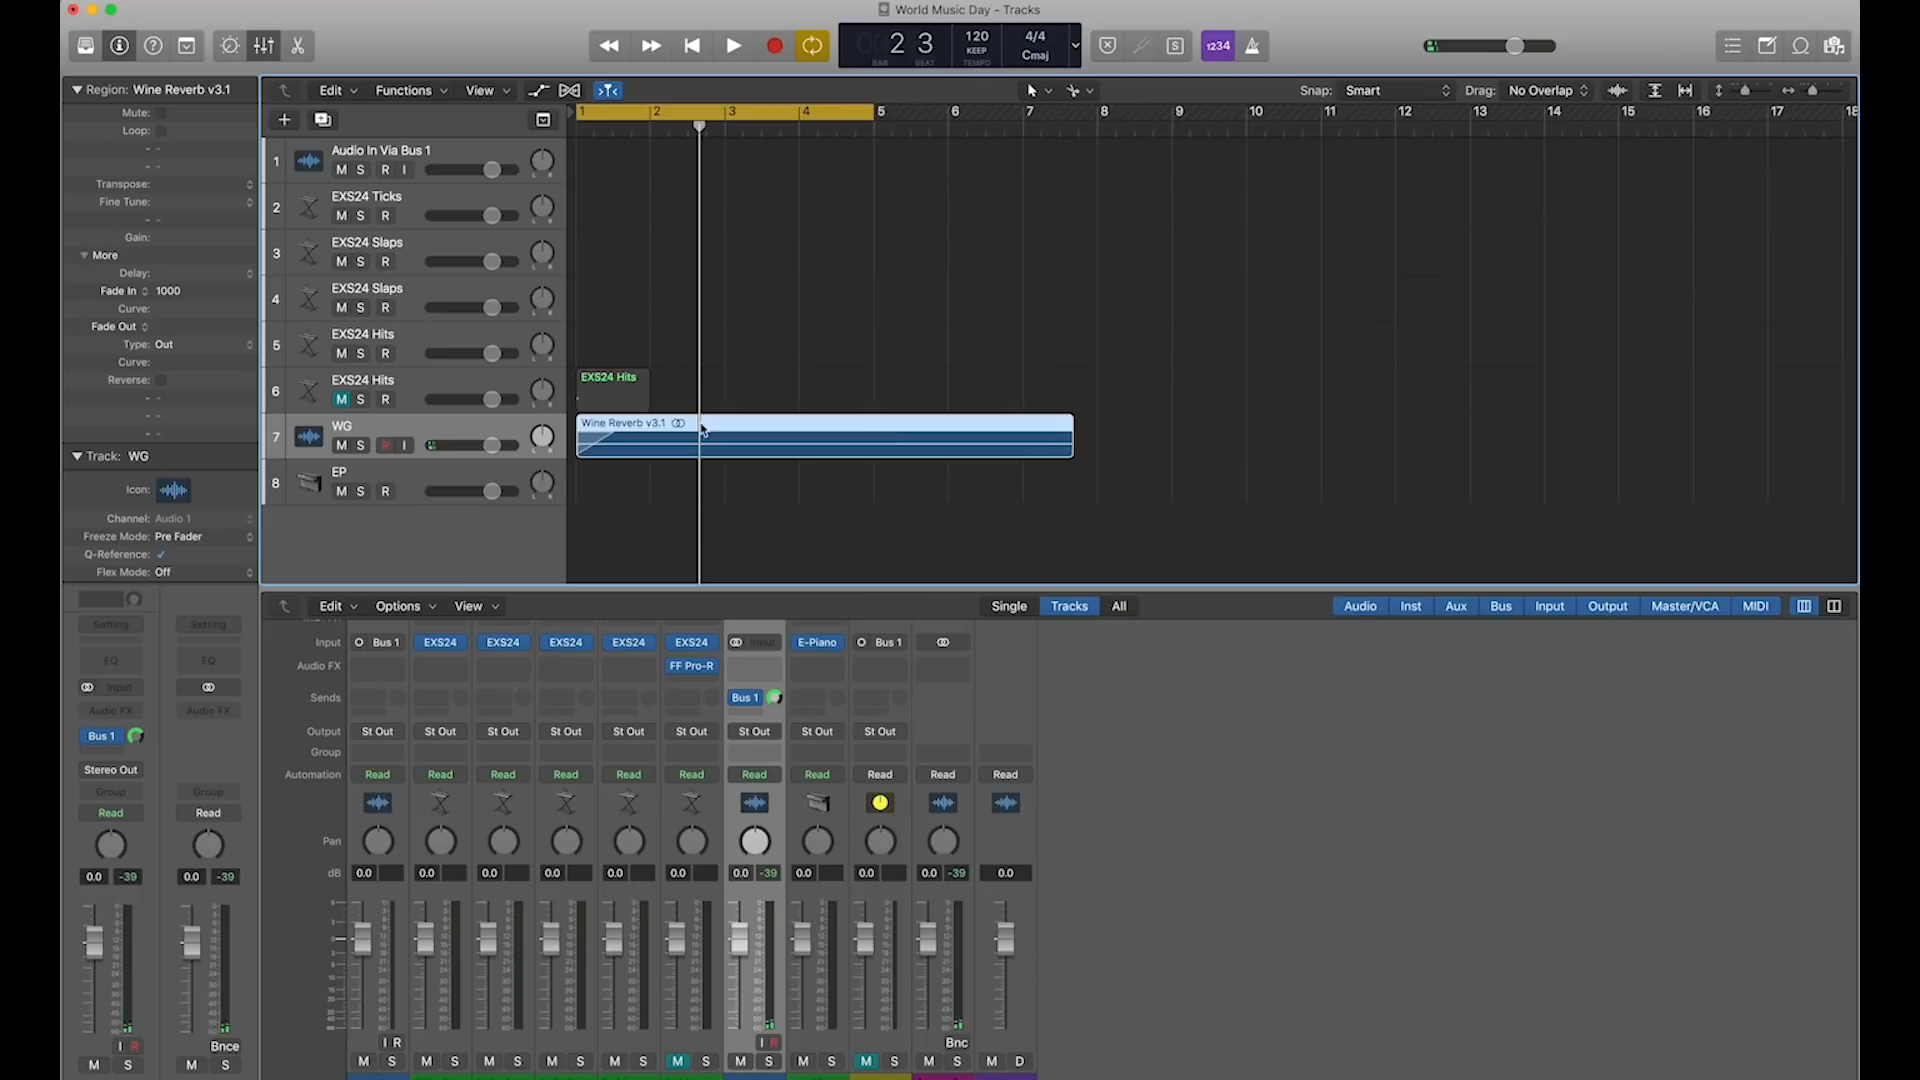 World Music Day - Tracks
2 3
BAR BEAT
120
KEEP
TEMPO
4/4
Cmaj
S
1234
Region: Wine Reverb v3.1
Mute:
Loop:
Transpose:
Fine Tune:
Gain:
More
Delay:
Fade In 1000
Curve:
Fade Out
Type: Out
Curve:
Reverse:
Track: WG
Icon:
Channel: Audio 1
Freeze Mode: Pre Fader
Q-Reference: ✓
Flex Mode: Off
Edit Functions View
Snap: Smart Drag: No Overlap
1 2 3 4 5 6 7 8 9 10 11 12 13 14 15 16 17 18
1 Audio In Via Bus 1
M S R I
2 EXS24 Ticks
M S R
3 EXS24 Slaps
M S R
4 EXS24 Slaps
M S R
5 EXS24 Hits
M S R
6 EXS24 Hits
M S R
EXS24 Hits
7 WG
M S R I
Wine Reverb v3.1
8 EP
M S R
Edit Options View
Single Tracks All
Audio Inst Aux Bus Input Output Master/VCA MIDI
Input Bus 1 EXS24 EXS24 EXS24 EXS24 EXS24 Input E-Piano Bus 1
Audio FX FF Pro-R
Sends Bus 1
Output St Out St Out St Out St Out St Out St Out St Out St Out St Out
Group
Automation Read Read Read Read Read Read Read Read Read Read Read
Pan
dB 0.0 0.0 0.0 0.0 0.0 0.0 0.0 -39 0.0 0.0 0.0 -39 0.0
I R I R Bnc
M S M S M S M S M S M S M S M S M S M S M D
Setting Setting
EQ EQ
Input
Audio FX Audio FX
Bus 1
Stereo Out
Group Group
Read Read
0.0 -39 0.0 -39
I R Bnce
M S M S